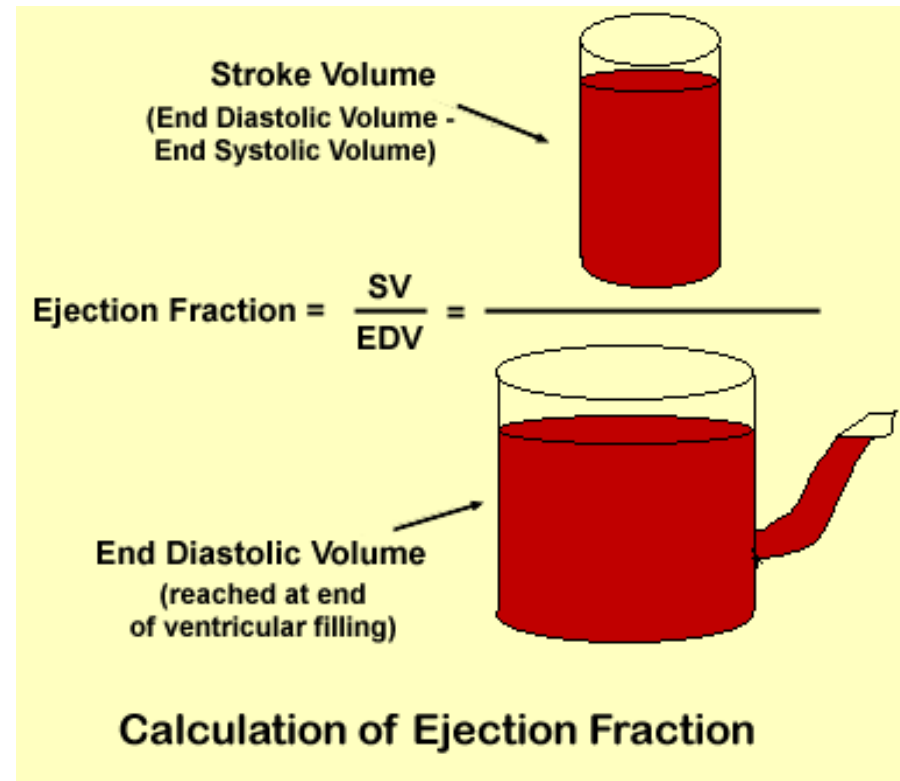 Stroke Volume
(End Diastolic Volume -
End Systolic Volume)
Ejection Fraction = SV / EDV =
End Diastolic Volume
(reached at end
of ventricular filling)
Calculation of Ejection Fraction